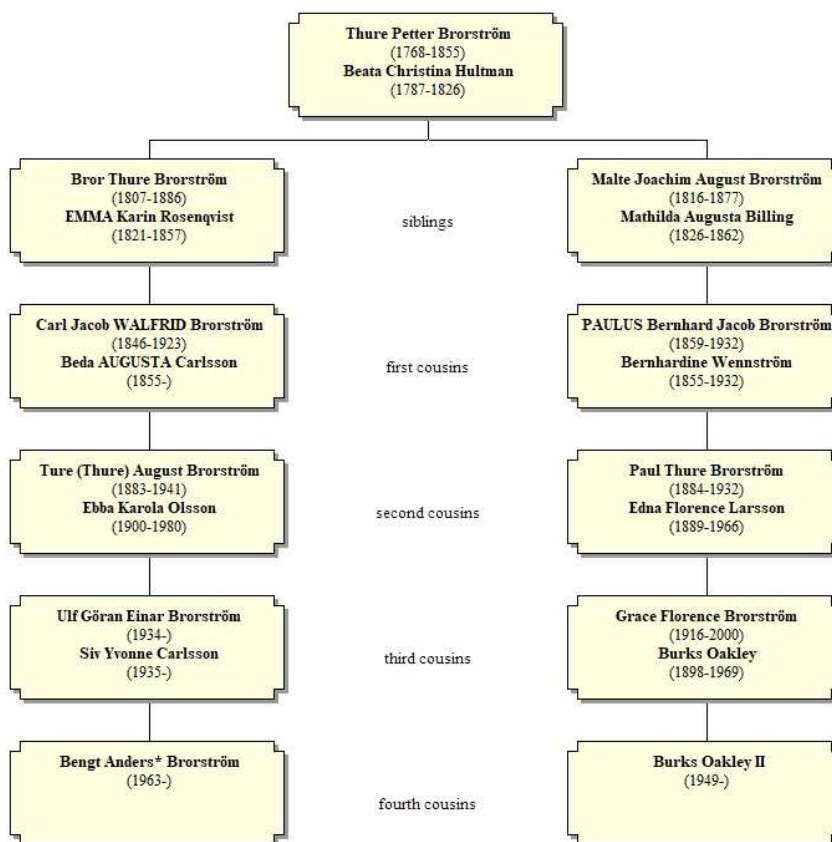 Thure Petter Brorström
(1768-1855)
Beata Christina Hultman
(1787-1826)
Bror Thure Brorström
(1807-1886)
EMMA Karin Rosenqvist
(1821-1857)
siblings
Malte Joachim August Brorström
(1816-1877)
Mathilda Augusta Billing
(1826-1862)
Carl Jacob WALFRID Brorström
(1846-1923)
Beda AUGUSTA Carlsson
(1855-)
first cousins
PAULUS Bernhard Jacob Brorström
(1859-1932)
Bernhardine Wennström
(1855-1932)
Ture (Thure) August Brorström
(1883-1941)
Ebba Karola Olsson
(1900-1980)
second cousins
Paul Thure Brorström
(1884-1932)
Edna Florence Larsson
(1889-1966)
Ulf Göran Einar Brorström
(1934-)
Siv Yvonne Carlsson
(1935-)
third cousins
Grace Florence Brorström
(1916-2000)
Burks Oakley
(1898-1969)
Bengt Anders* Brorström
(1963-)
fourth cousins
Burks Oakley II
(1949-)